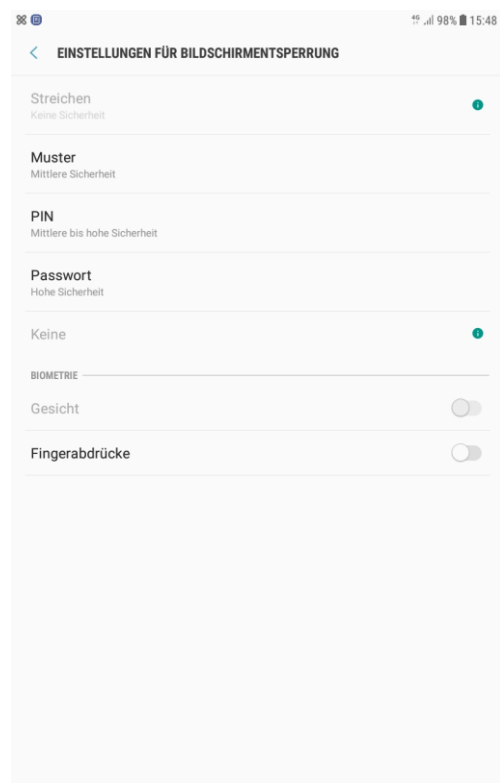 4G 98% 15:48
EINSTELLUNGEN FÜR BILDSCHIRMENTSPERRUNG
Streichen
Keine Sicherheit
Muster
Mittlere Sicherheit
PIN
Mittlere bis hohe Sicherheit
Passwort
Hohe Sicherheit
Keine
BIOMETRIE
Gesicht
Fingerabdrücke